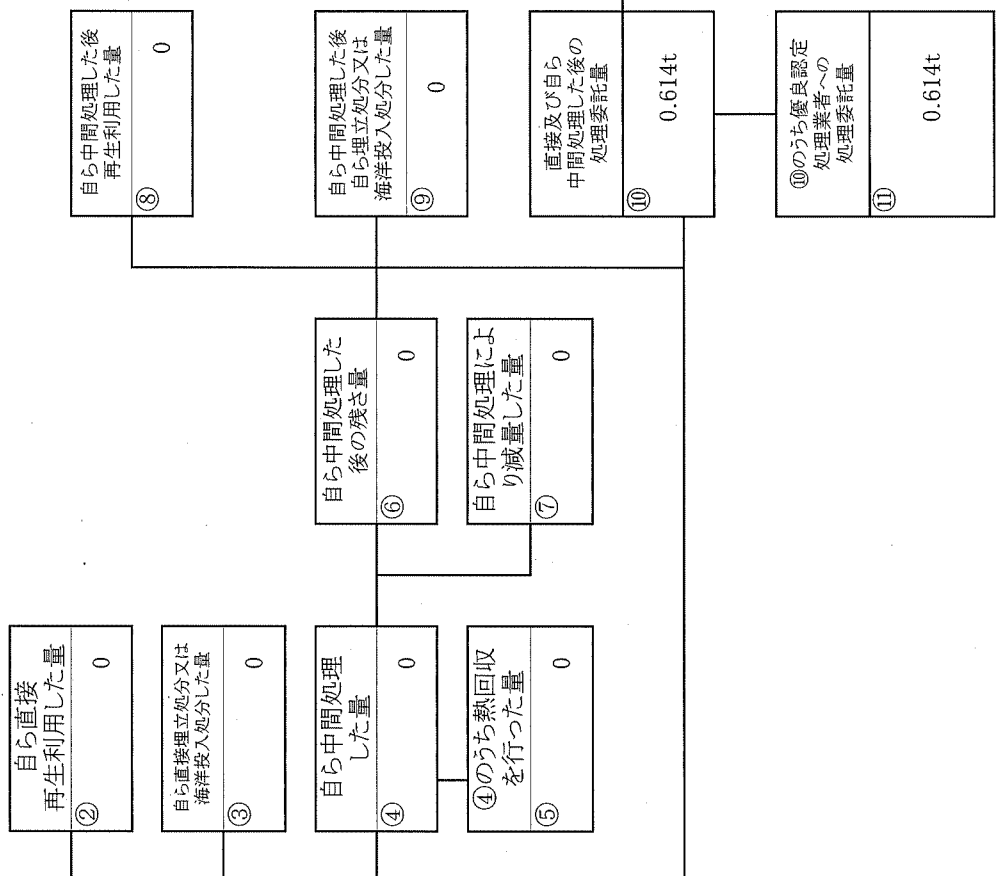 自ら直接
再生利用した量
② 0
自ら直接埋立処分又は
海洋投入処分した量
③ 0
自ら中間処理
した量
④ 0
④のうち熱回収
を行った量
⑤ 0
自ら中間処理した
後の残さ量
⑥ 0
自ら中間処理によ
り減量した量
⑦ 0
自ら中間処理した後
再生利用した量
⑧ 0
自ら中間処理した後
自ら埋立処分又は
海洋投入処分した量
⑨ 0
直接及び自ら
中間処理した後の
処理委託量
⑩ 0.614t
⑩のうち優良認定
処理業者への
処理委託量
⑪ 0.614t